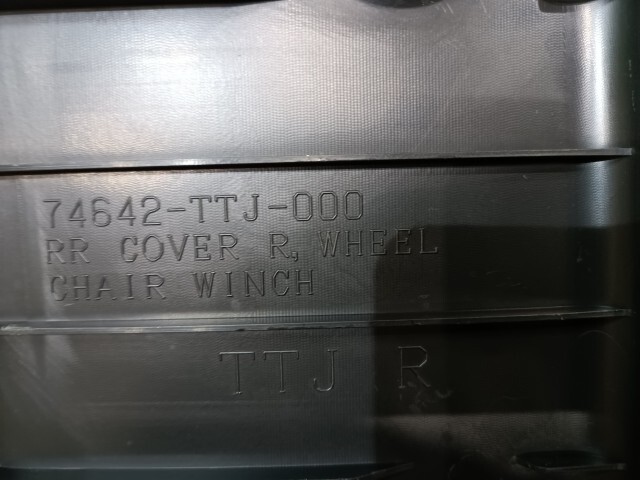 74642-TTJ-000
RR COVER R, WHEEL
CHAIR WINCH
TTJ R